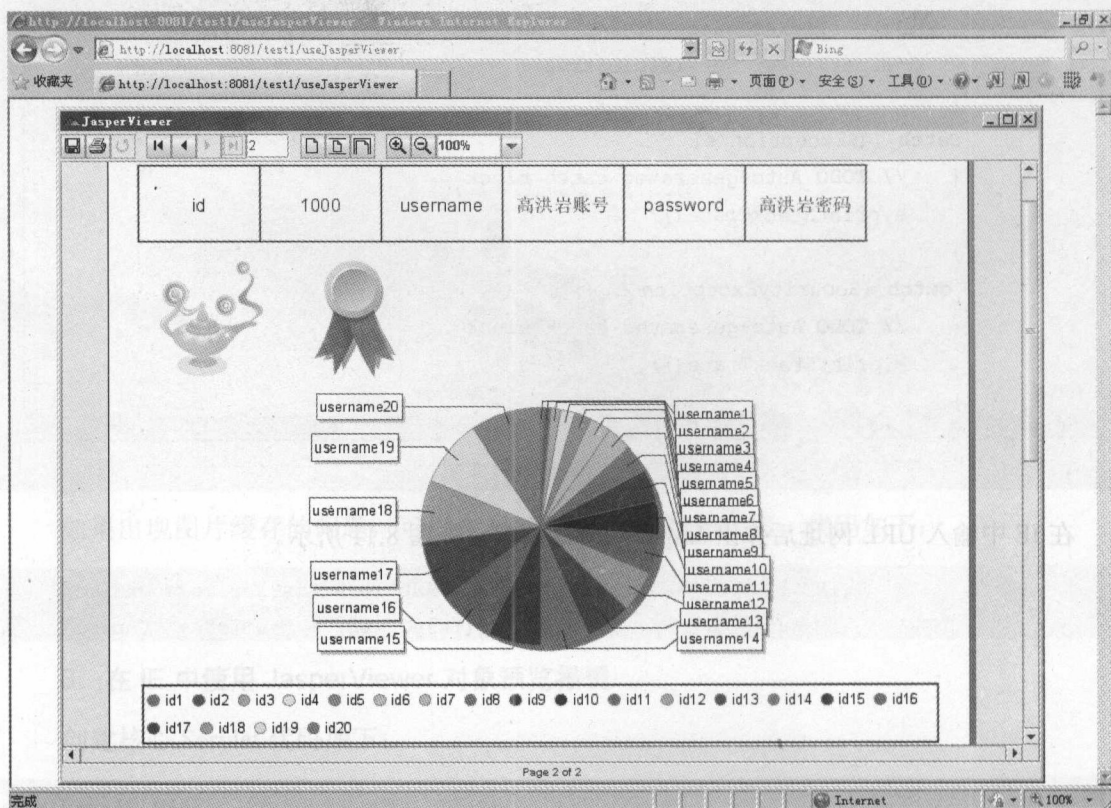 http://localhost:8081/test1/useJasperViewer - Windows Internet Explorer
http://localhost:8081/test1/useJasperViewer
Bing
收藏夹
http://localhost:8081/test1/useJasperViewer
页面(P)
安全(S)
工具(O)
JasperViewer
2
100%
id 1000 username 高洪岩账号 password 高洪岩密码
username20
username19
username18
username17
username16
username15
username1
username2
username3
username4
username5
username6
username7
username8
username9
username10
username11
username12
username13
username14
id1 id2 id3 id4 id5 id6 id7 id8 id9 id10 id11 id12 id13 id14 id15 id16
id17 id18 id19 id20
Page 2 of 2
完成
Internet
100%